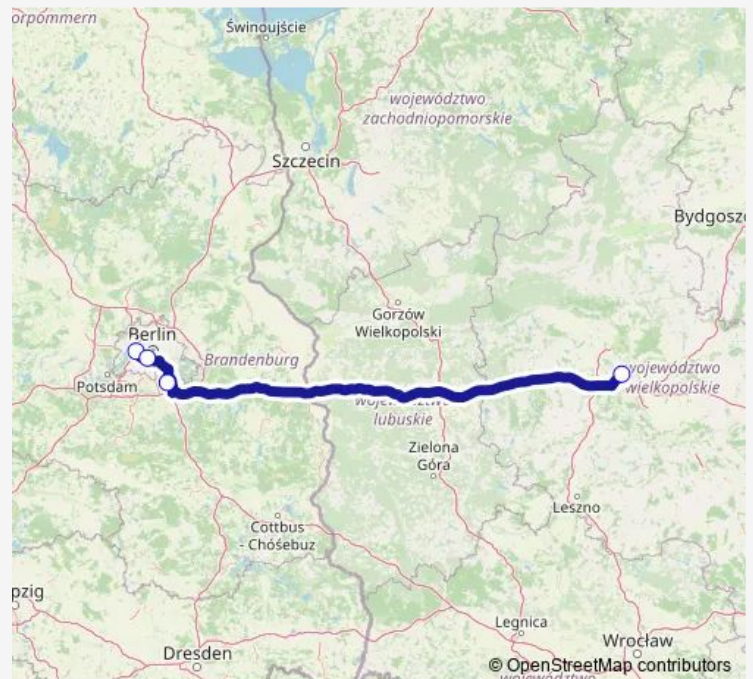 orpommern
Świnoujście
województwo
zachodniopomorskie
Szczecin
Bydgoszc
Gorzów
Wielkopolski
Berlin
Brandenburg
Potsdam
województwo
wielkopolskie
lubuskie
Zielona
Góra
Leszno
Cottbus
- Chóśebuz
pzig
Legnica
Wrocław
Dresden
© OpenStreetMap contributors